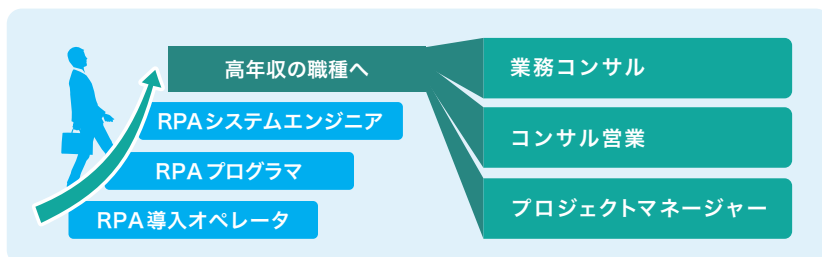 高年収の職種へ
RPAシステムエンジニア
RPAプログラマ
RPA導入オペレータ
業務コンサル
コンサル営業
プロジェクトマネージャー